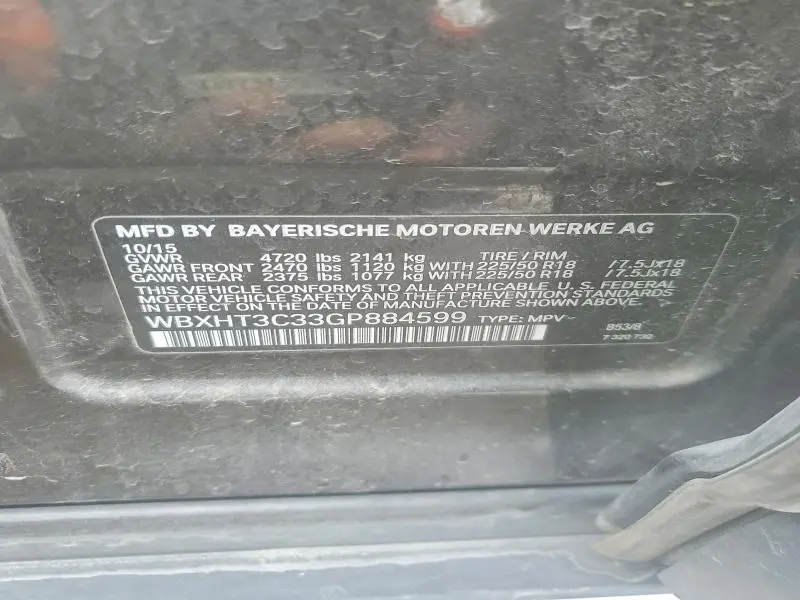 MFD BY BAYERISCHE MOTOREN WERKE AG
10/15
GVWR 4720 lbs 2141 kg TIRE / RIM
GAWR FRONT 2470 lbs 1120 kg WITH 225/50 R18 /7.5Jx18
GAWR REAR 2375 lbs 1077 kg WITH 225/50 R18 /7.5Jx18
THIS VEHICLE CONFORMS TO ALL APPLICABLE U. S. FEDERAL
MOTOR VEHICLE SAFETY AND THEFT PREVENTION STANDARDS
IN EFFECT ON THE DATE OF MANUFACTURE SHOWN ABOVE.
WBXHT3C33GP884599 TYPE: MPV
B53/8
7 320 730